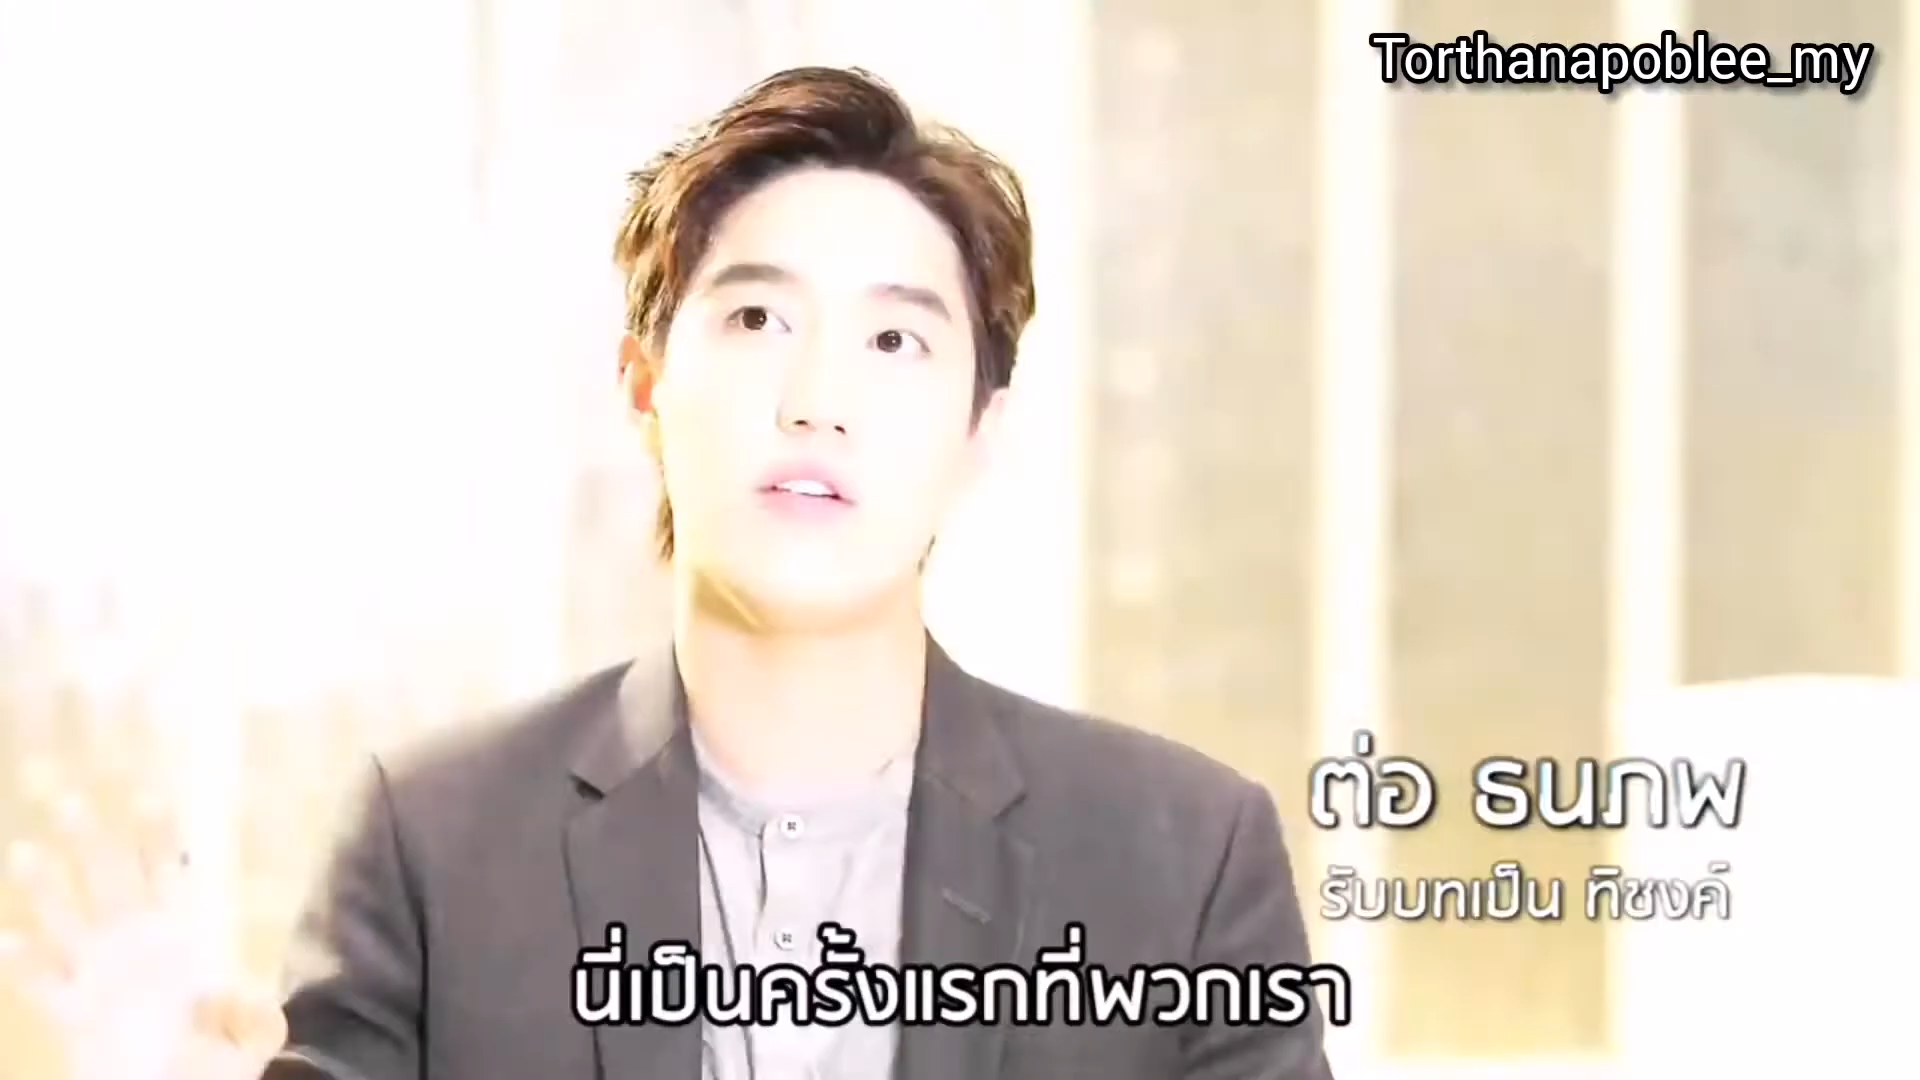 Torthanapoblee_my
ต่อ ธนภพ
รับบทเป็น ทิชงค์
นี่เป็นครั้งแรกที่พวกเรา